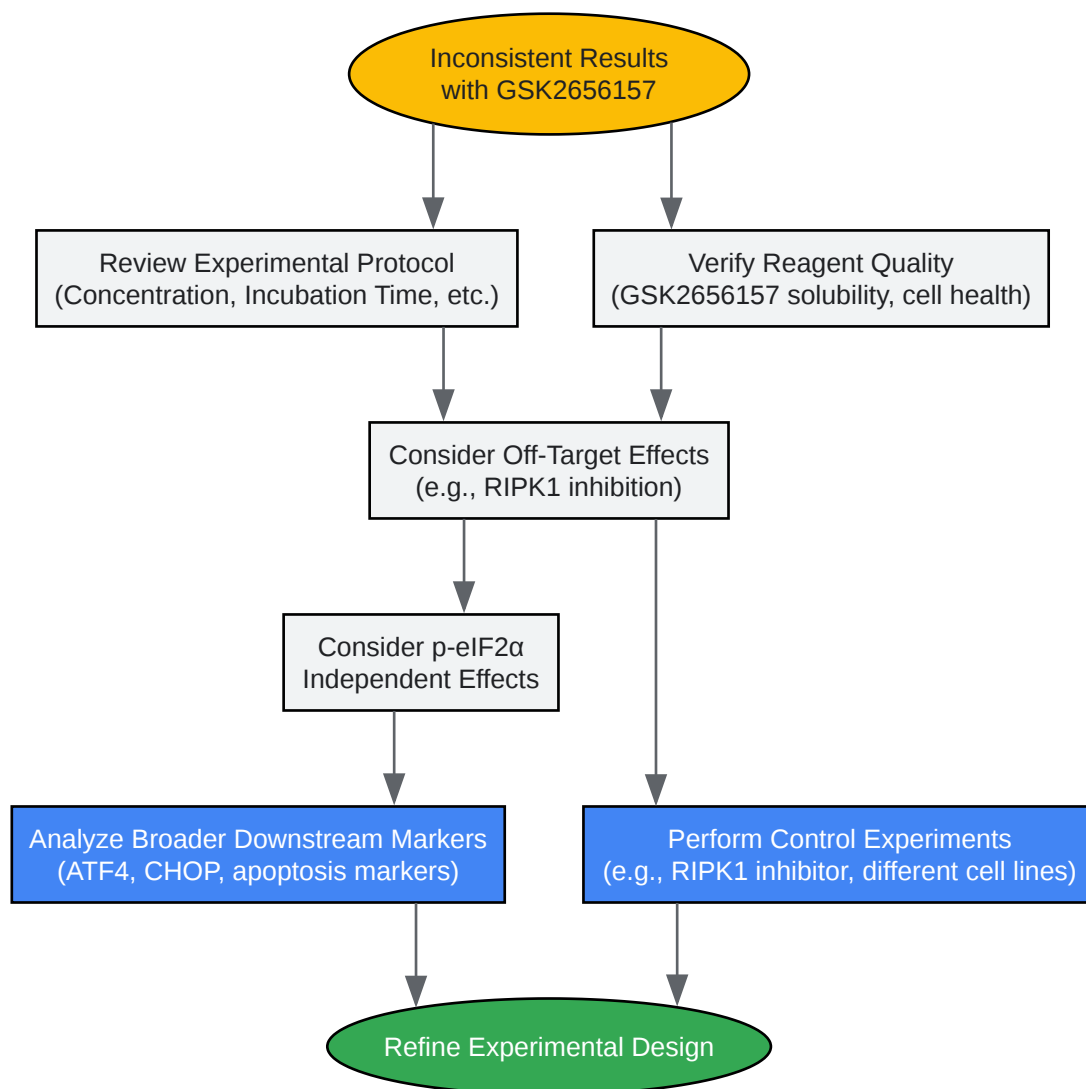 Inconsistent Results
with GSK2656157
Review Experimental Protocol
(Concentration, Incubation Time, etc.)
Verify Reagent Quality
(GSK2656157 solubility, cell health)
Consider Off-Target Effects
(e.g., RIPK1 inhibition)
Consider p-eIF2α
Independent Effects
Analyze Broader Downstream Markers
(ATF4, CHOP, apoptosis markers)
Perform Control Experiments
(e.g., RIPK1 inhibitor, different cell lines)
Refine Experimental Design